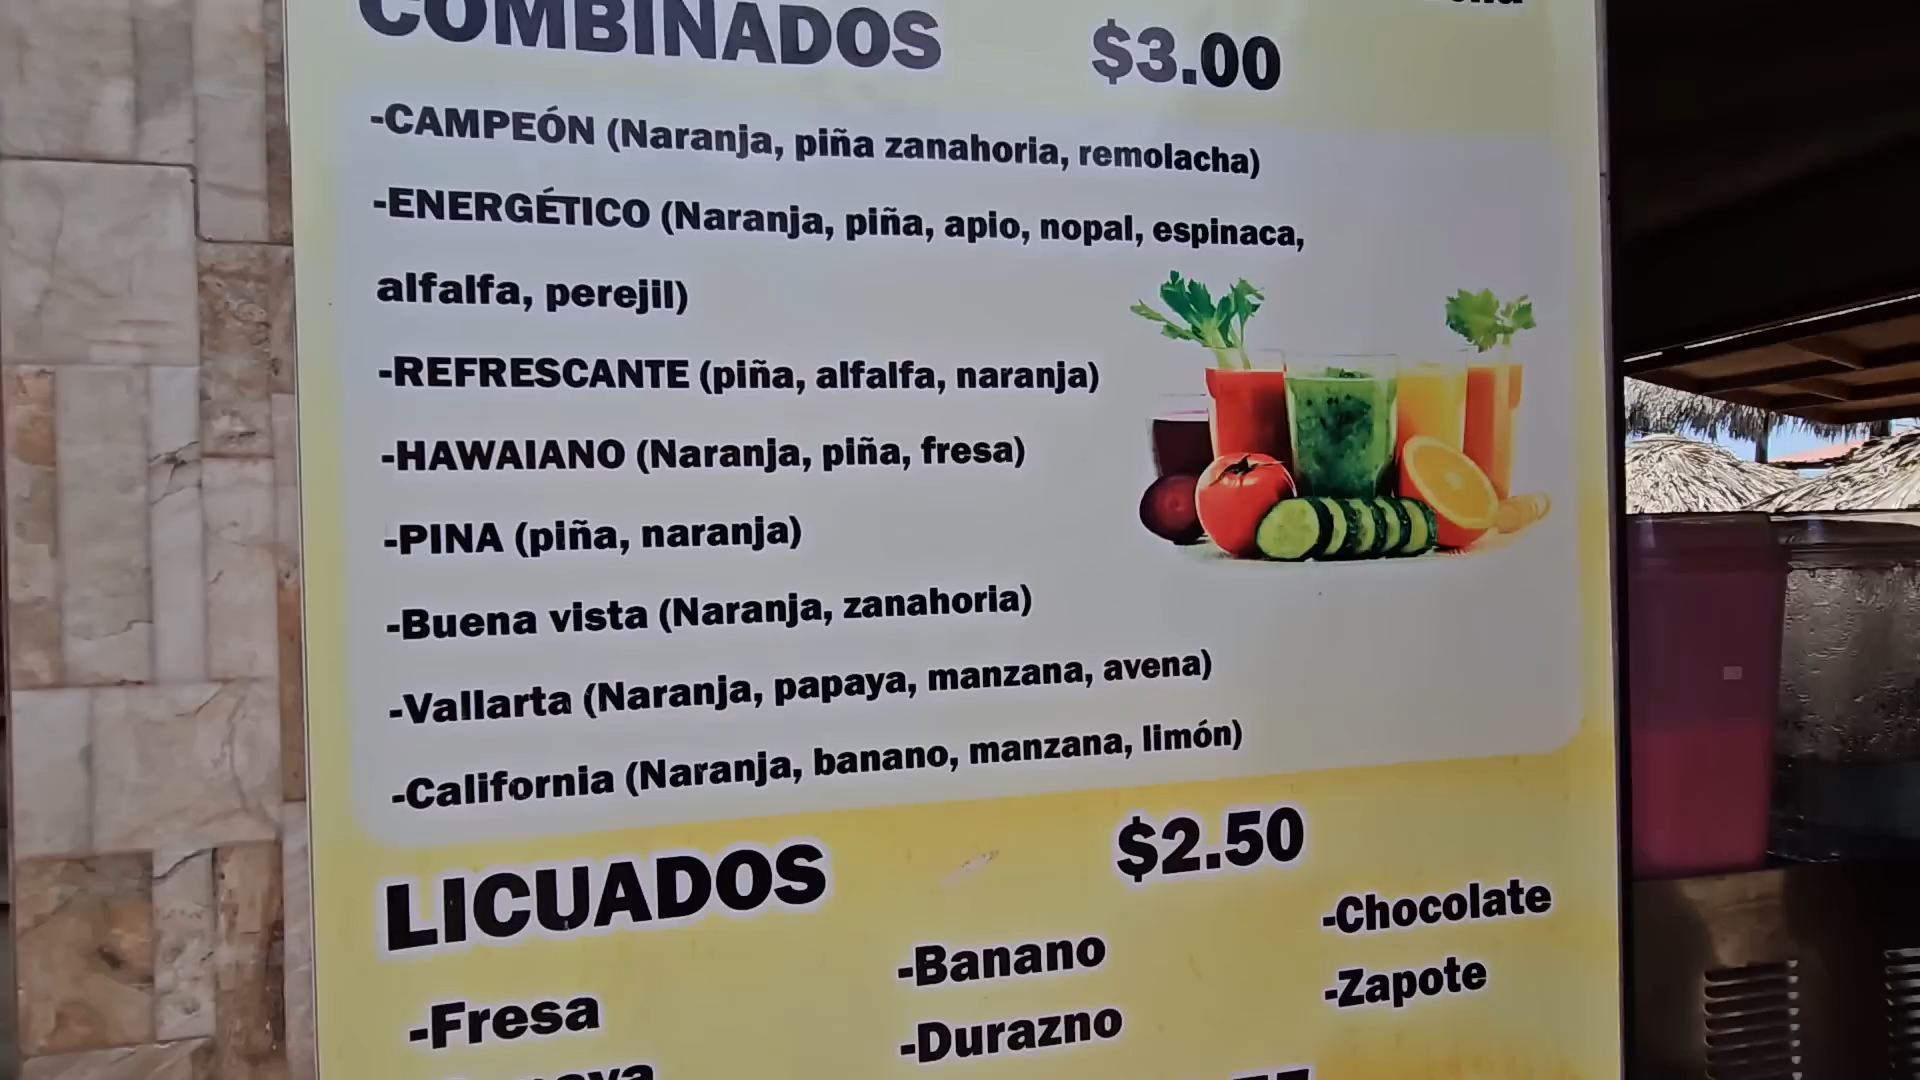 COMBINADOS $3.00
-CAMPEÓN (Naranja, piña zanahoria, remolacha)
-ENERGÉTICO (Naranja, piña, apio, nopal, espinaca,
alfalfa, perejil)
-REFRESCANTE (piña, alfalfa, naranja)
-HAWAIANO (Naranja, piña, fresa)
-PINA (piña, naranja)
-Buena vista (Naranja, zanahoria)
-Vallarta (Naranja, papaya, manzana, avena)
-California (Naranja, banano, manzana, limón)
LICUADOS $2.50
-Fresa -Banano -Chocolate
-Durazno -Zapote